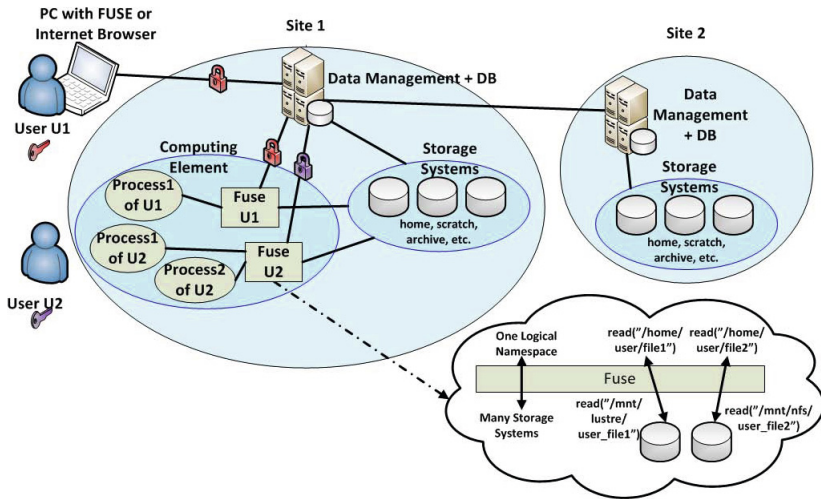 PC with FUSE or
Internet Browser
Site 1
Site 2
Data Management + DB
Data
Management
+ DB
User U1
Computing
Element
Storage
Systems
Storage
Systems
Process1
of U1
Fuse
U1
home, scratch,
archive, etc.
home, scratch,
archive, etc.
Process1
of U2
Fuse
U2
Process2
of U2
User U2
One Logical
Namespace
read("/home/
user/file1")
read("/home/
user/file2")
Fuse
Many Storage
Systems
read("/mnt/
lustre/
user_file1")
read("/mnt/nfs/
user_file2")